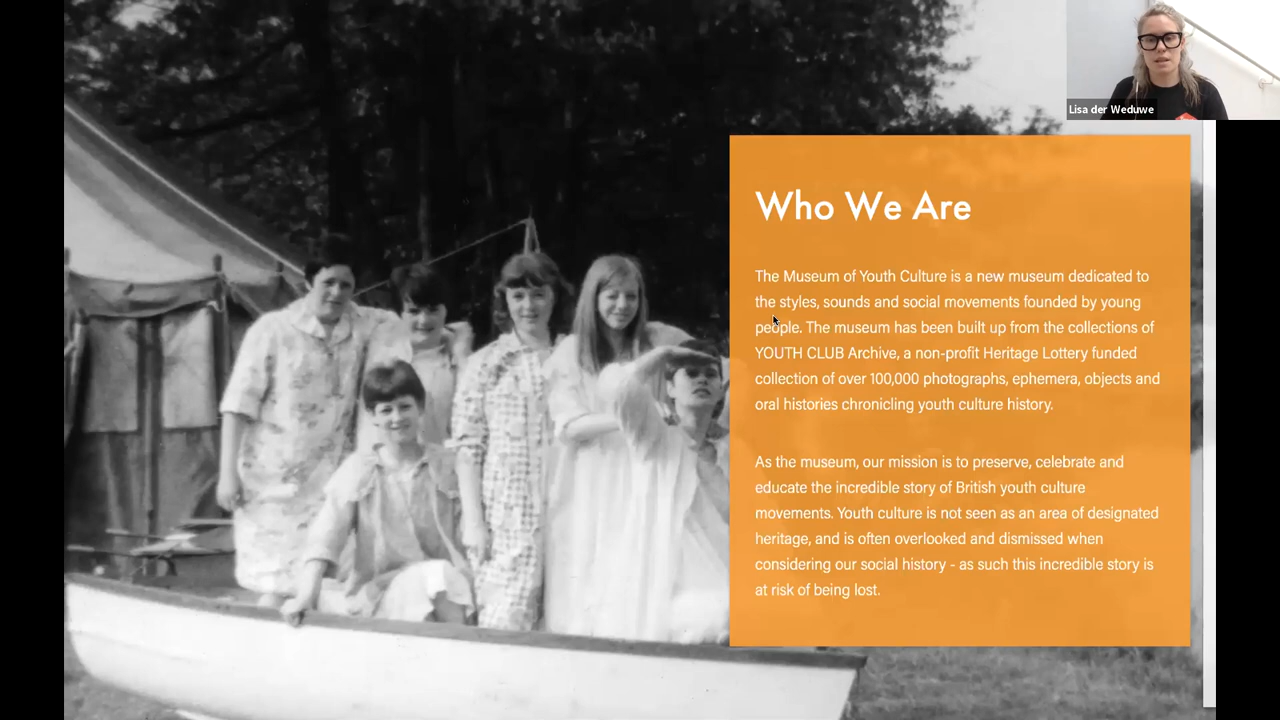 Lisa der Weduwe
Who We Are
The Museum of Youth Culture is a new museum dedicated to
the styles, sounds and social movements founded by young
people. The museum has been built up from the collections of
YOUTH CLUB Archive, a non-profit Heritage Lottery funded
collection of over 100,000 photographs, ephemera, objects and
oral histories chronicling youth culture history.
As the museum, our mission is to preserve, celebrate and
educate the incredible story of British youth culture
movements. Youth culture is not seen as an area of designated
heritage, and is often overlooked and dismissed when
considering our social history - as such this incredible story is
at risk of being lost.